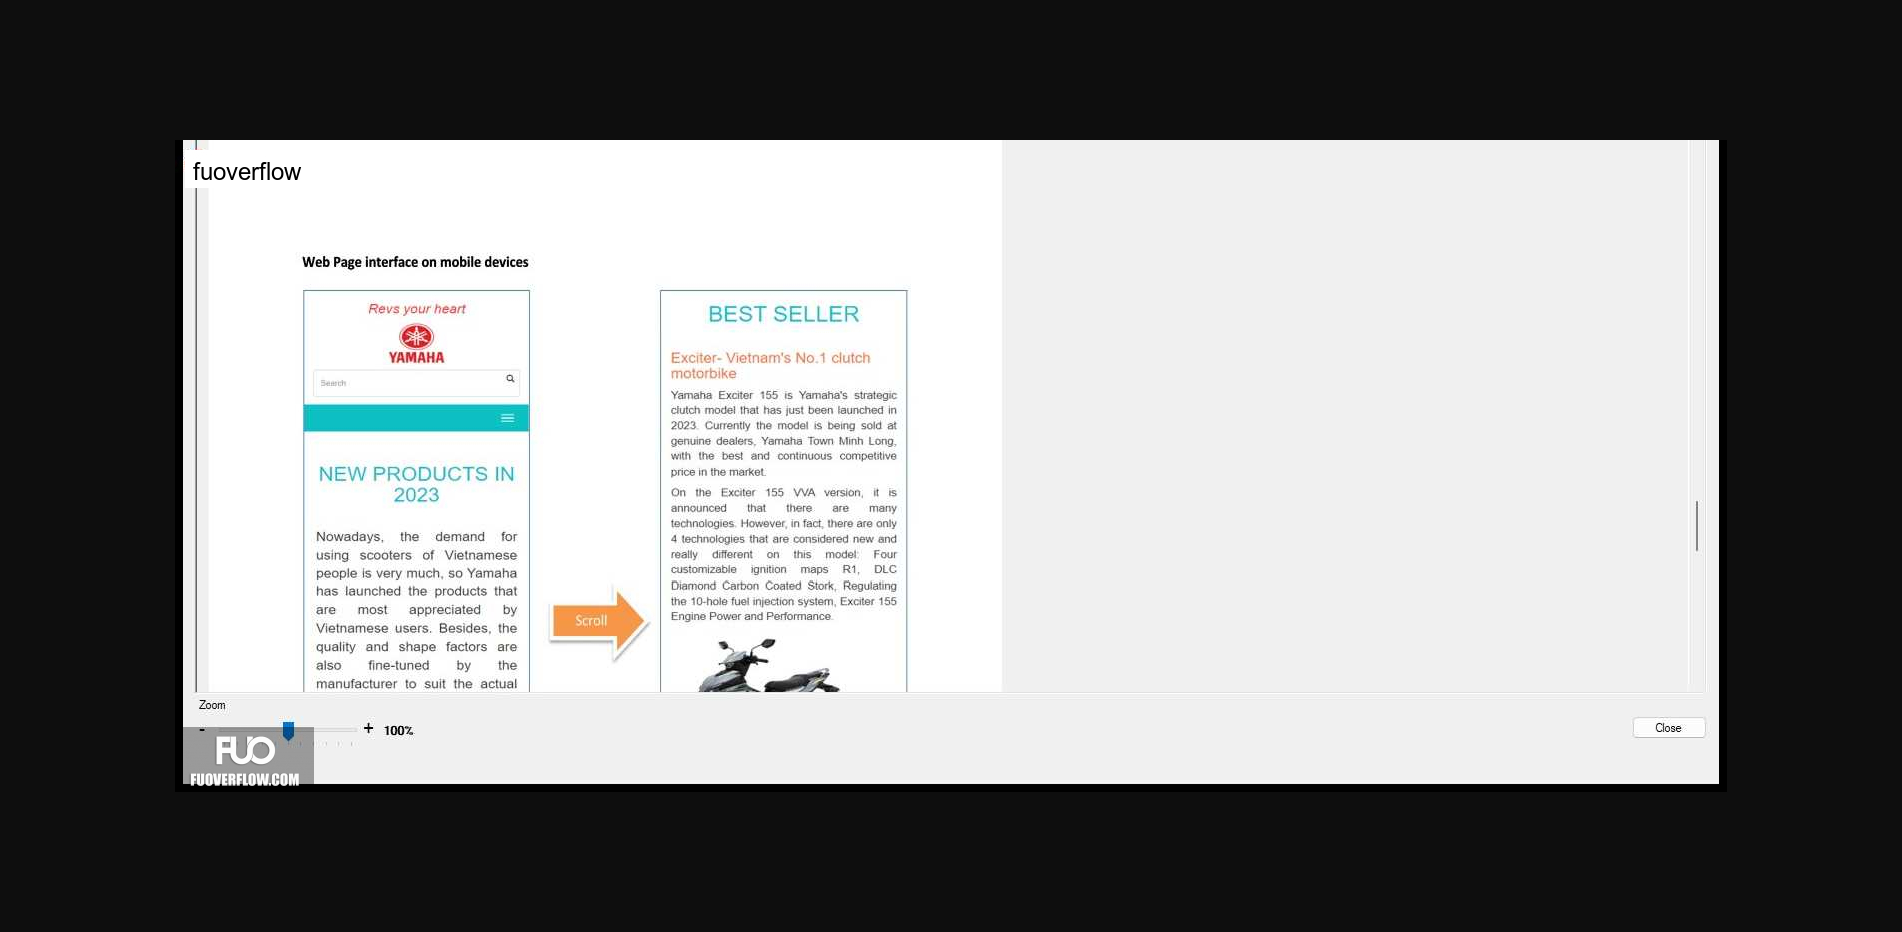 fuoverflow
Web Page interface on mobile devices
Revs your heart
YAMAHA
Search
NEW PRODUCTS IN
2023
Nowadays, the demand for
using scooters of Vietnamese
people is very much, so Yamaha
has launched the products that
are most appreciated by
Vietnamese users. Besides, the
quality and shape factors are
also fine-tuned by the
manufacturer to suit the actual
Scroll
BEST SELLER
Exciter- Vietnam's No.1 clutch
motorbike
Yamaha Exciter 155 is Yamaha's strategic
clutch model that has just been launched in
2023. Currently the model is being sold at
genuine dealers, Yamaha Town Minh Long,
with the best and continuous competitive
price in the market.
On the Exciter 155 VVA version, it is
announced that there are many
technologies. However, in fact, there are only
4 technologies that are considered new and
really different on this model: Four
customizable ignition maps R1, DLC
Diamond Carbon Coated Stork, Regulating
the 10-hole fuel injection system, Exciter 155
Engine Power and Performance.
Zoom
- + 100%
Close
FUO
FUOVERFLOW.COM